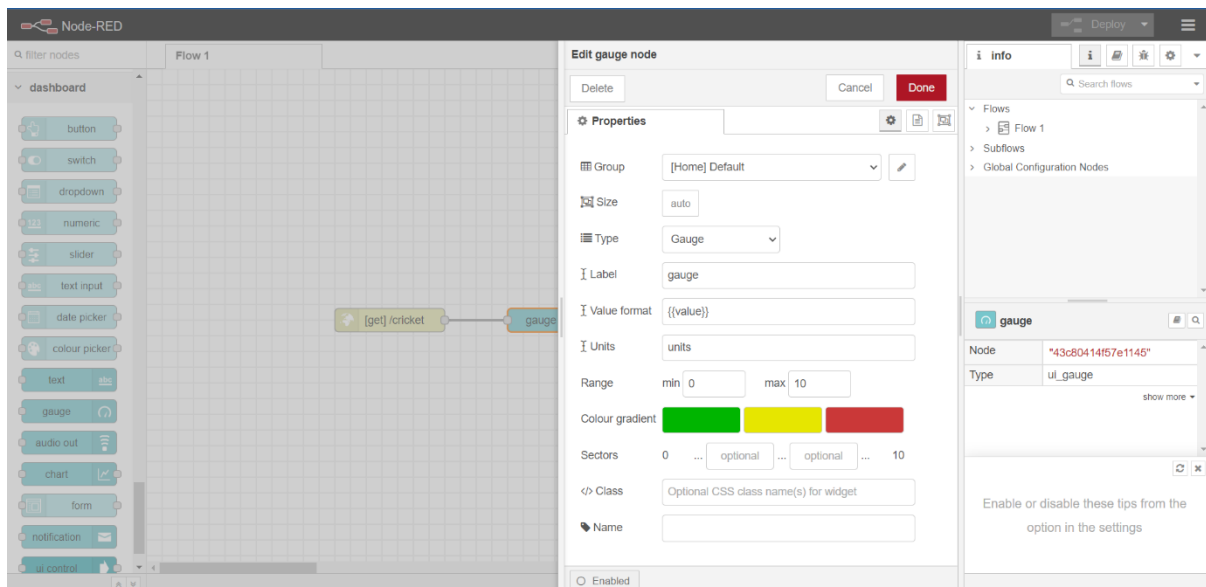 Node-RED
Deploy
filter nodes
dashboard
button
switch
dropdown
123 numeric
slider
abc text input
date picker
colour picker
text abc
gauge
audio out
chart
form
notification
ui control
Flow 1
[get] /cricket
gauge
Edit gauge node
Delete
Cancel
Done
Properties
Group
[Home] Default
Size
auto
Type
Gauge
Label
gauge
Value format
{{value}}
Units
units
Range
min 0
max 10
Colour gradient
Sectors
0 ... optional ... optional ... 10
</> Class
Optional CSS class name(s) for widget
Name
Enabled
i info
i
Search flows
Flows
Flow 1
Subflows
Global Configuration Nodes
gauge
Node
"43c80414f57e1145"
Type
ui_gauge
show more
Enable or disable these tips from the
option in the settings